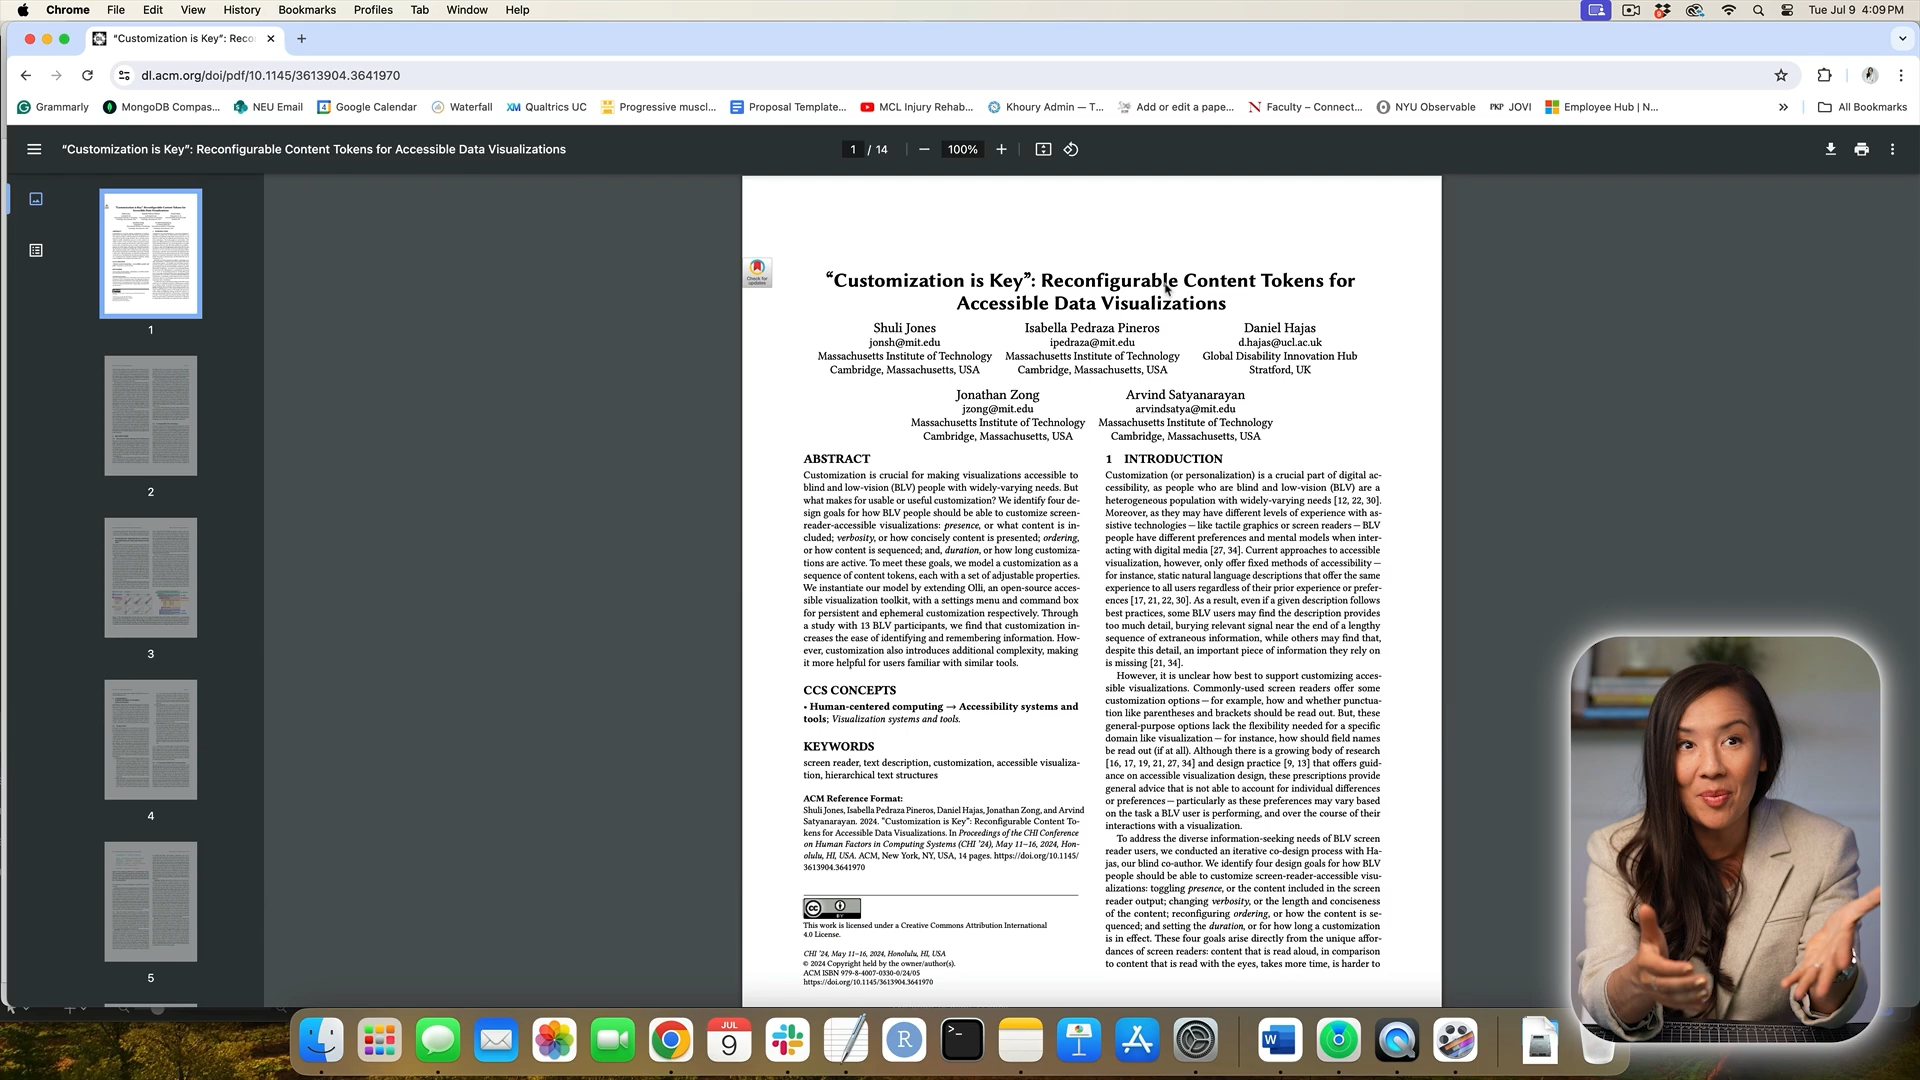 Chrome File Edit View History Bookmarks Profiles Tab Window Help Tue Jul 9 4:09 PM
“Customization is Key”: Reco
dl.acm.org/doi/pdf/10.1145/3613904.3641970
Grammarly MongoDB Compas... NEU Email Google Calendar Waterfall XM Qualtrics UC Progressive muscl... Proposal Template... MCL Injury Rehab... Khoury Admin — T... Add or edit a pape... Faculty – Connect... NYU Observable PKP JOVI Employee Hub | N... » All Bookmarks
“Customization is Key”: Reconfigurable Content Tokens for Accessible Data Visualizations 1 / 14 100%
1
2
3
4
5
Check for
updates
“Customization is Key”: Reconfigurable Content Tokens for
Accessible Data Visualizations
Shuli Jones
jonsh@mit.edu
Massachusetts Institute of Technology
Cambridge, Massachusetts, USA
Isabella Pedraza Pineros
ipedraza@mit.edu
Massachusetts Institute of Technology
Cambridge, Massachusetts, USA
Daniel Hajas
d.hajas@ucl.ac.uk
Global Disability Innovation Hub
Stratford, UK
Jonathan Zong
jzong@mit.edu
Massachusetts Institute of Technology
Cambridge, Massachusetts, USA
Arvind Satyanarayan
arvindsatya@mit.edu
Massachusetts Institute of Technology
Cambridge, Massachusetts, USA
ABSTRACT
Customization is crucial for making visualizations accessible to
blind and low-vision (BLV) people with widely-varying needs. But
what makes for usable or useful customization? We identify four de-
sign goals for how BLV people should be able to customize screen-
reader-accessible visualizations: presence, or what content is in-
cluded; verbosity, or how concisely content is presented; ordering,
or how content is sequenced; and, duration, or how long customiza-
tions are active. To meet these goals, we model a customization as a
sequence of content tokens, each with a set of adjustable properties.
We instantiate our model by extending Olli, an open-source acces-
sible visualization toolkit, with a settings menu and command box
for persistent and ephemeral customization respectively. Through
a study with 13 BLV participants, we find that customization in-
creases the ease of identifying and remembering information. How-
ever, customization also introduces additional complexity, making
it more helpful for users familiar with similar tools.
CCS CONCEPTS
• Human-centered computing → Accessibility systems and
tools; Visualization systems and tools.
KEYWORDS
screen reader, text description, customization, accessible visualiza-
tion, hierarchical text structures
ACM Reference Format:
Shuli Jones, Isabella Pedraza Pineros, Daniel Hajas, Jonathan Zong, and Arvind
Satyanarayan. 2024. “Customization is Key”: Reconfigurable Content To-
kens for Accessible Data Visualizations. In Proceedings of the CHI Conference
on Human Factors in Computing Systems (CHI ’24), May 11–16, 2024, Hon-
olulu, HI, USA. ACM, New York, NY, USA, 14 pages. https://doi.org/10.1145/
3613904.3641970
cc BY
This work is licensed under a Creative Commons Attribution International
4.0 License.
CHI ’24, May 11–16, 2024, Honolulu, HI, USA
© 2024 Copyright held by the owner/author(s).
ACM ISBN 979-8-4007-0330-0/24/05
https://doi.org/10.1145/3613904.3641970
1 INTRODUCTION
Customization (or personalization) is a crucial part of digital ac-
cessibility, as people who are blind and low-vision (BLV) are a
heterogeneous population with widely-varying needs [12, 22, 30].
Moreover, as they may have different levels of experience with as-
sistive technologies — like tactile graphics or screen readers — BLV
people have different preferences and mental models when inter-
acting with digital media [27, 34]. Current approaches to accessible
visualization, however, only offer fixed methods of accessibility —
for instance, static natural language descriptions that offer the same
experience to all users regardless of their prior experience or prefer-
ences [17, 21, 22, 30]. As a result, even if a given description follows
best practices, some BLV users may find the description provides
too much detail, burying relevant signal near the end of a lengthy
sequence of extraneous information, while others may find that,
despite this detail, an important piece of information they rely on
is missing [21, 34].
However, it is unclear how best to support customizing acces-
sible visualizations. Commonly-used screen readers offer some
customization options — for example, how and whether punctua-
tion like parentheses and brackets should be read out. But, these
general-purpose options lack the flexibility needed for a specific
domain like visualization — for instance, how should field names
be read out (if at all). Although there is a growing body of research
[16, 17, 19, 21, 27, 34] and design practice [9, 13] that offers guid-
ance on accessible visualization design, these prescriptions provide
general advice that is not able to account for individual differences
or preferences — particularly as these preferences may vary based
on the task a BLV user is performing, and over the course of their
interactions with a visualization.
To address the diverse information-seeking needs of BLV screen
reader users, we conducted an iterative co-design process with Ha-
jas, our blind co-author. We identify four design goals for how BLV
people should be able to customize screen-reader-accessible visu-
alizations: toggling presence, or the content included in the screen
reader output; changing verbosity, or the length and conciseness
of the content; reconfiguring ordering, or how the content is se-
quenced; and setting the duration, or for how long a customization
is in effect. These four goals arise directly from the unique affor-
dances of screen readers: content that is read aloud, in comparison
to content that is read with the eyes, takes more time, is harder to
JUL
9